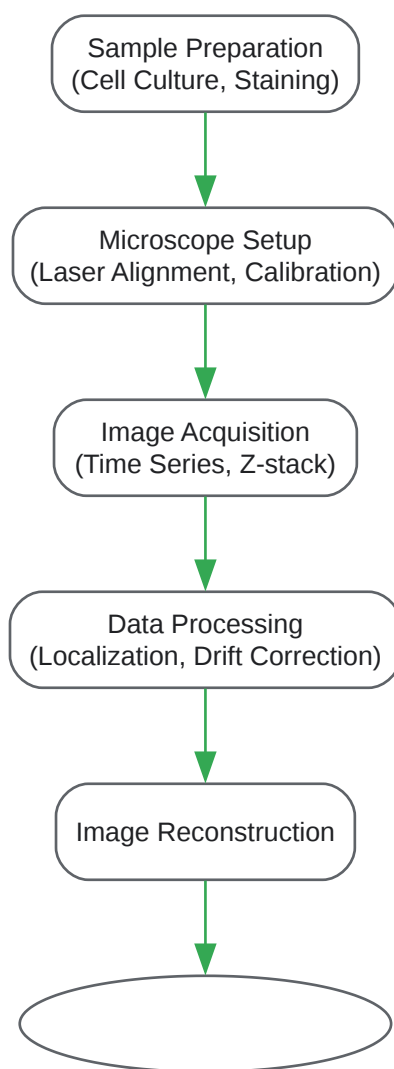 Sample Preparation
(Cell Culture, Staining)
Microscope Setup
(Laser Alignment, Calibration)
Image Acquisition
(Time Series, Z-stack)
Data Processing
(Localization, Drift Correction)
Image Reconstruction